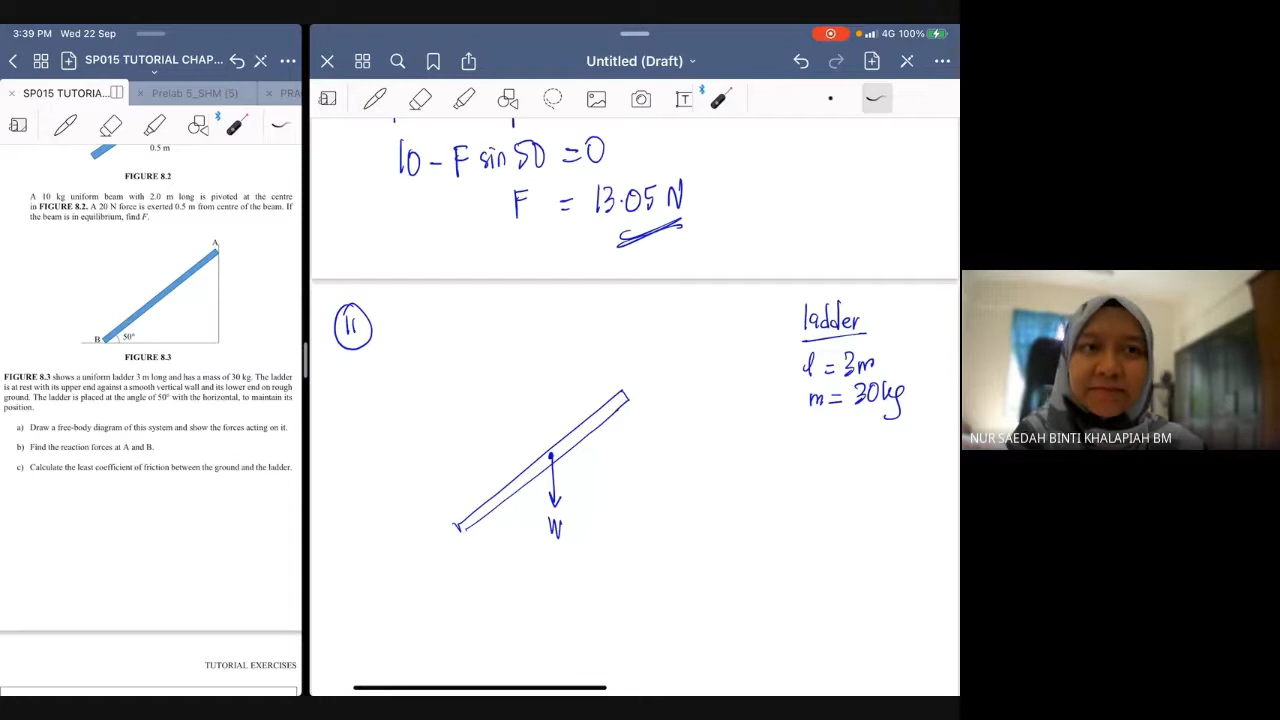 3:39 PM Wed 22 Sep
SP015 TUTORIAL CHAP...
SP015 TUTORIA...
Prelab 5_SHM (5)
PRA
0.5 m
FIGURE 8.2
A 10 kg uniform beam with 2.0 m long is pivoted at the centre
in FIGURE 8.2. A 20 N force is exerted 0.5 m from centre of the beam. If
the beam is in equilibrium, find F.
A
B
50°
FIGURE 8.3
FIGURE 8.3 shows a uniform ladder 3 m long and has a mass of 30 kg. The ladder
is at rest with its upper end against a smooth vertical wall and its lower end on rough
ground. The ladder is placed at the angle of 50° with the horizontal, to maintain its
position.
a) Draw a free-body diagram of this system and show the forces acting on it.
b) Find the reaction forces at A and B.
c) Calculate the least coefficient of friction between the ground and the ladder.
TUTORIAL EXERCISES
4G 100%
Untitled (Draft)
T
10 - F sin 50 = 0
F = 13.05 N
11
ladder
l = 3m
m = 30kg
W
NUR SAEDAH BINTI KHALAPIAH BM